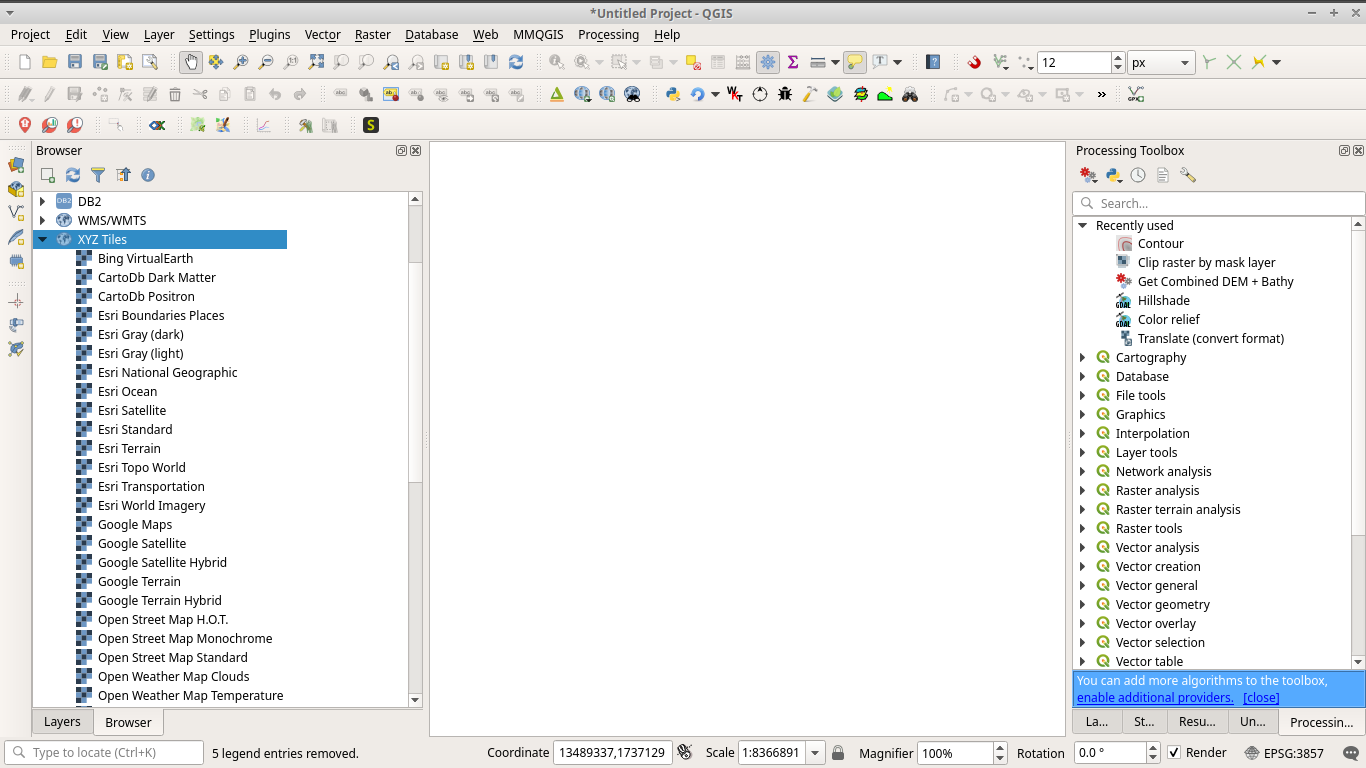 *Untitled Project - QGIS
Project Edit View Layer Settings Plugins Vector Raster Database Web MMQGIS Processing Help
12 px
S
Browser
DB2 DB2
WMS/WMTS
XYZ Tiles
Bing VirtualEarth
CartoDb Dark Matter
CartoDb Positron
Esri Boundaries Places
Esri Gray (dark)
Esri Gray (light)
Esri National Geographic
Esri Ocean
Esri Satellite
Esri Standard
Esri Terrain
Esri Topo World
Esri Transportation
Esri World Imagery
Google Maps
Google Satellite
Google Satellite Hybrid
Google Terrain
Google Terrain Hybrid
Open Street Map H.O.T.
Open Street Map Monochrome
Open Street Map Standard
Open Weather Map Clouds
Open Weather Map Temperature
Layers Browser
Processing Toolbox
Search...
Recently used
Contour
Clip raster by mask layer
Get Combined DEM + Bathy
Hillshade
Color relief
Translate (convert format)
Cartography
Database
File tools
Graphics
Interpolation
Layer tools
Network analysis
Raster analysis
Raster terrain analysis
Raster tools
Vector analysis
Vector creation
Vector general
Vector geometry
Vector overlay
Vector selection
Vector table
You can add more algorithms to the toolbox,
enable additional providers. [close]
La... St... Resu... Un... Processin...
Type to locate (Ctrl+K) 5 legend entries removed. Coordinate 13489337,1737129 Scale 1:8366891 Magnifier 100% Rotation 0.0 ° Render EPSG:3857